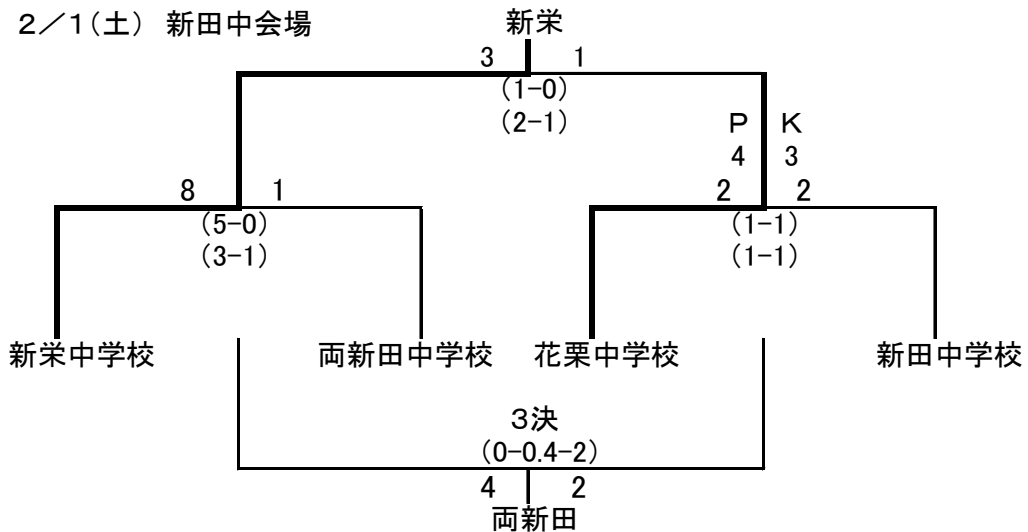 2／1(土) 新田中会場
新栄
3 1
(1-0)
(2-1)
P K
4 3
8 1
2 2
(5-0)
(3-1)
(1-1)
(1-1)
新栄中学校 両新田中学校 花栗中学校 新田中学校
3決
(0-0.4-2)
4 2
両新田